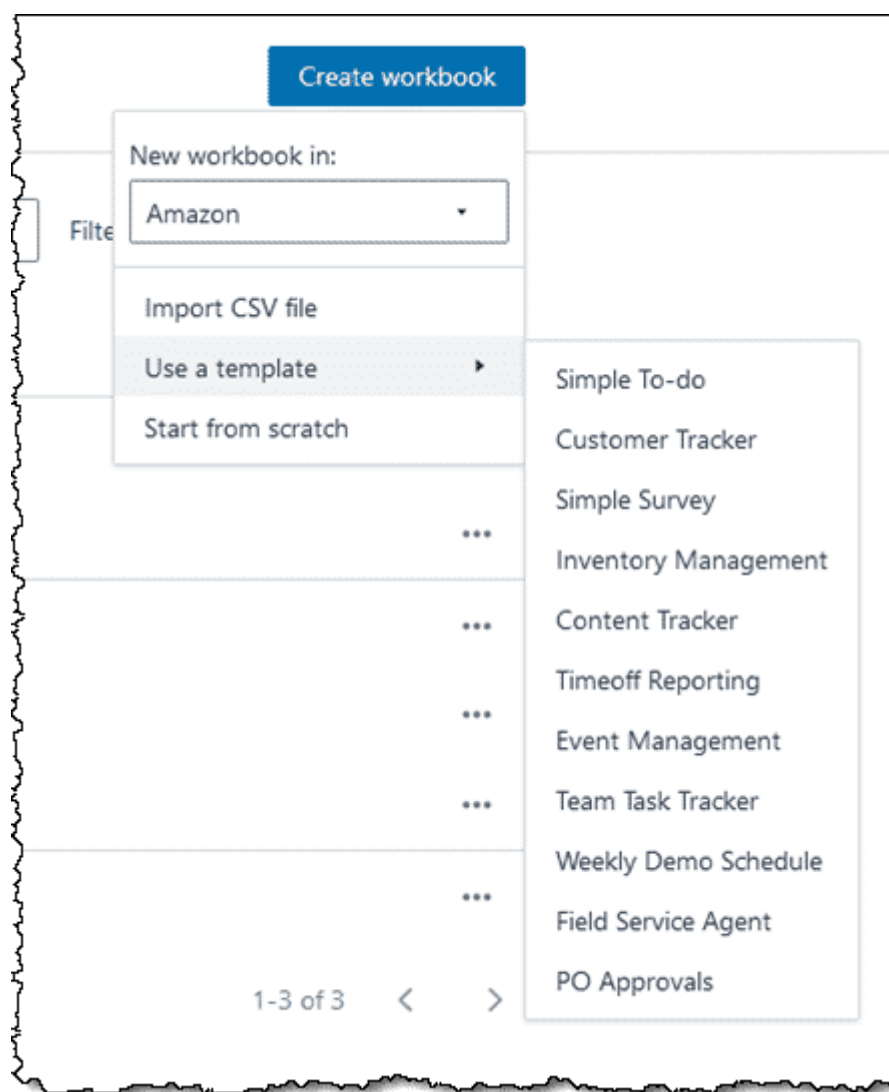 Create workbook
New workbook in:
Amazon
Filte
Import CSV file
Use a template
Start from scratch
Simple To-do
Customer Tracker
Simple Survey
Inventory Management
Content Tracker
Timeoff Reporting
Event Management
Team Task Tracker
Weekly Demo Schedule
Field Service Agent
PO Approvals
1-3 of 3